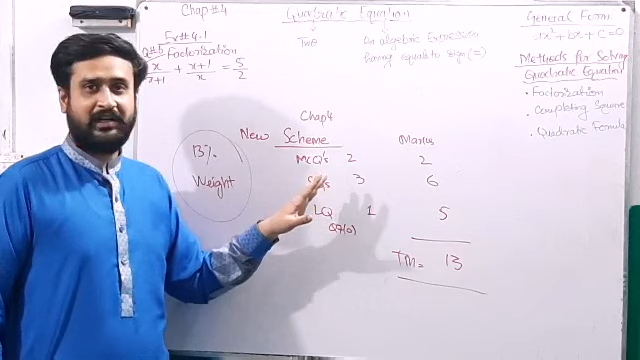 Chap#4
Ex#4.1
Q#5 Factorization
x/x+1 + x+1/x = 5/2
Quadratic Equation
Two
An algebraic Expression
having equals to sign (=)
General Form
ax²+bx+c=0
Methods for Solving
Quadratic Equation
• Factorization
• Completing Square
• Quadratic Formula
Chap4
New Scheme
Marks
13%
Weight
MCQ's 2 2
3 6
LQ 1 5
TM= 13